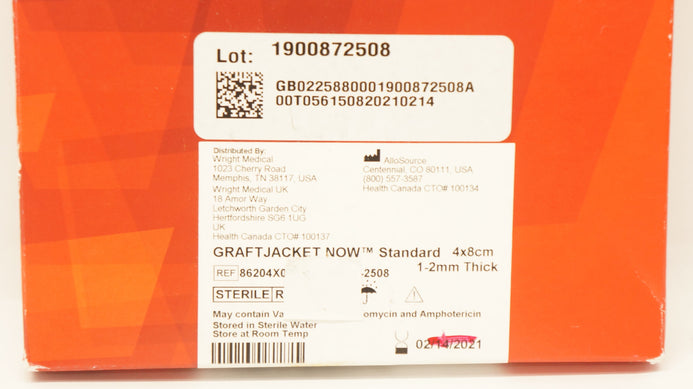 Lot: 1900872508
GB0225880001900872508A
00T056150820210214
Distributed By:
Wright Medical
1023 Cherry Road
Memphis, TN 38117, USA
Wright Medical UK
18 Amor Way
Letchworth Garden City
Hertfordshire SG6 1UG
UK
Health Canada CTO# 100137
AlloSource
Centennial, CO 80111, USA
(800) 557-3587
Health Canada CTO# 100134
GRAFTJACKET NOW™ Standard 4x8cm
1-2mm Thick
REF 86204X0 -2508
STERILE R
May contain Va omycin and Amphotericin
Stored in Sterile Water
Store at Room Temp
02/14/2021